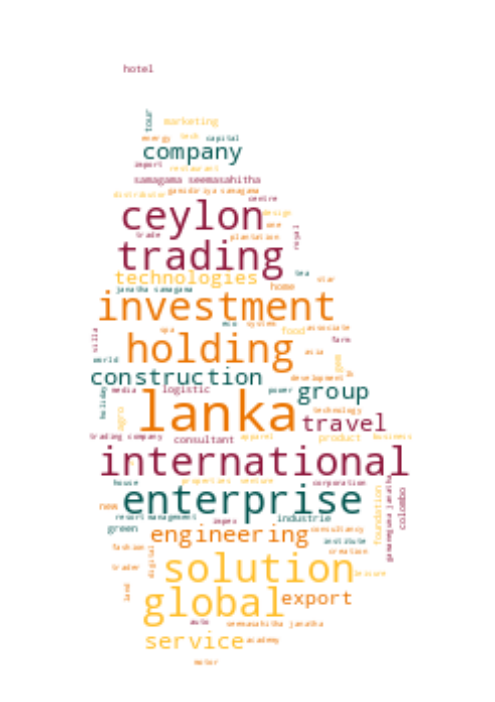 hotel
tour
marketing
energy tech capital
company
import
restaurant
samagama seemasahitha
gamidiriya samagama
distributor
centre
ceylon
design
one
trade
plantation
royal
trading
tea
technologies
star
home
janatha samagama
investment
eco system
spa
food associate
villa
farm
holding
asia
world
gem
construction
development
holiday
media
logistic
power
group
lanka
technology
agro
travel
trading company
consultant
apparel
product
business
international
house
properties
venture
corporation
enterprise
foundation
gamaneguna janatha
colombo
new
resort management
impex
industrie
green
consultancy
engineering
institute
fashion
creation
digital
trader
solution
leisure
land
global
export
auto
seemasahitha janatha
service
academy
motor